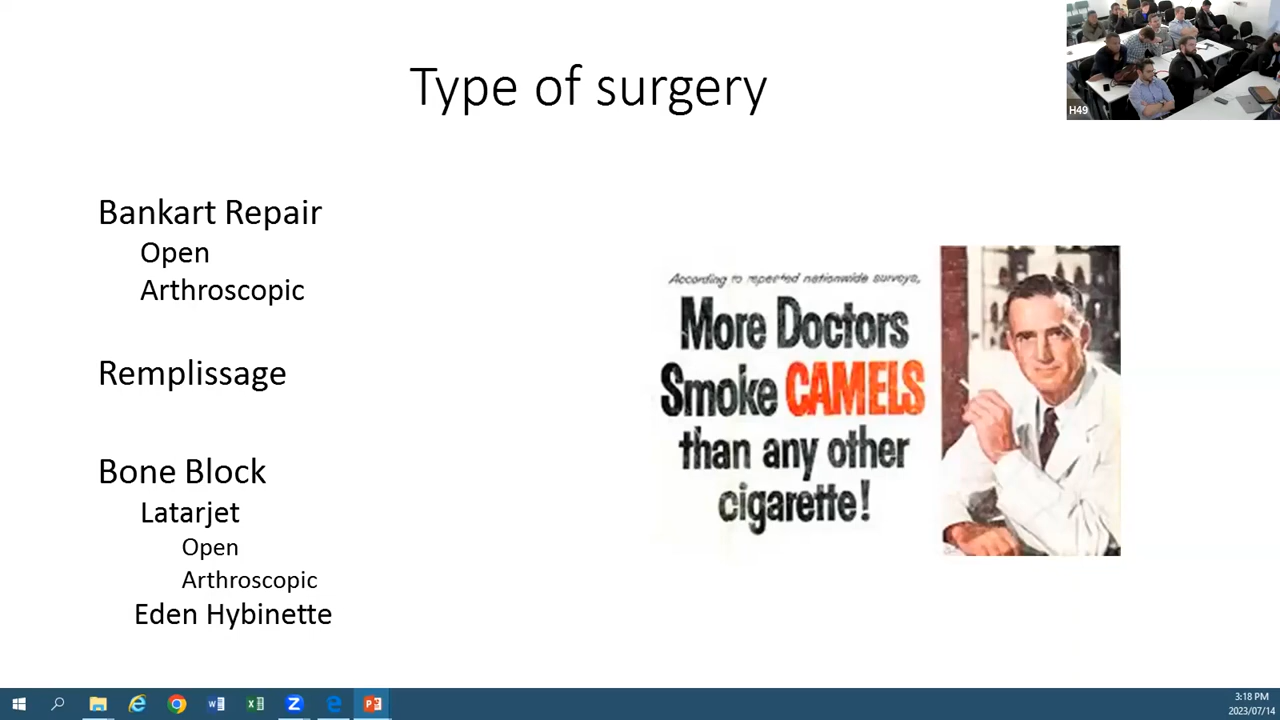 Type of surgery
H49
Bankart Repair
Open
Arthroscopic
Remplissage
Bone Block
Latarjet
Open
Arthroscopic
Eden Hybinette
According to repeated nationwide surveys,
More Doctors
Smoke CAMELS
than any other
cigarette!
3:18 PM
2023/07/14